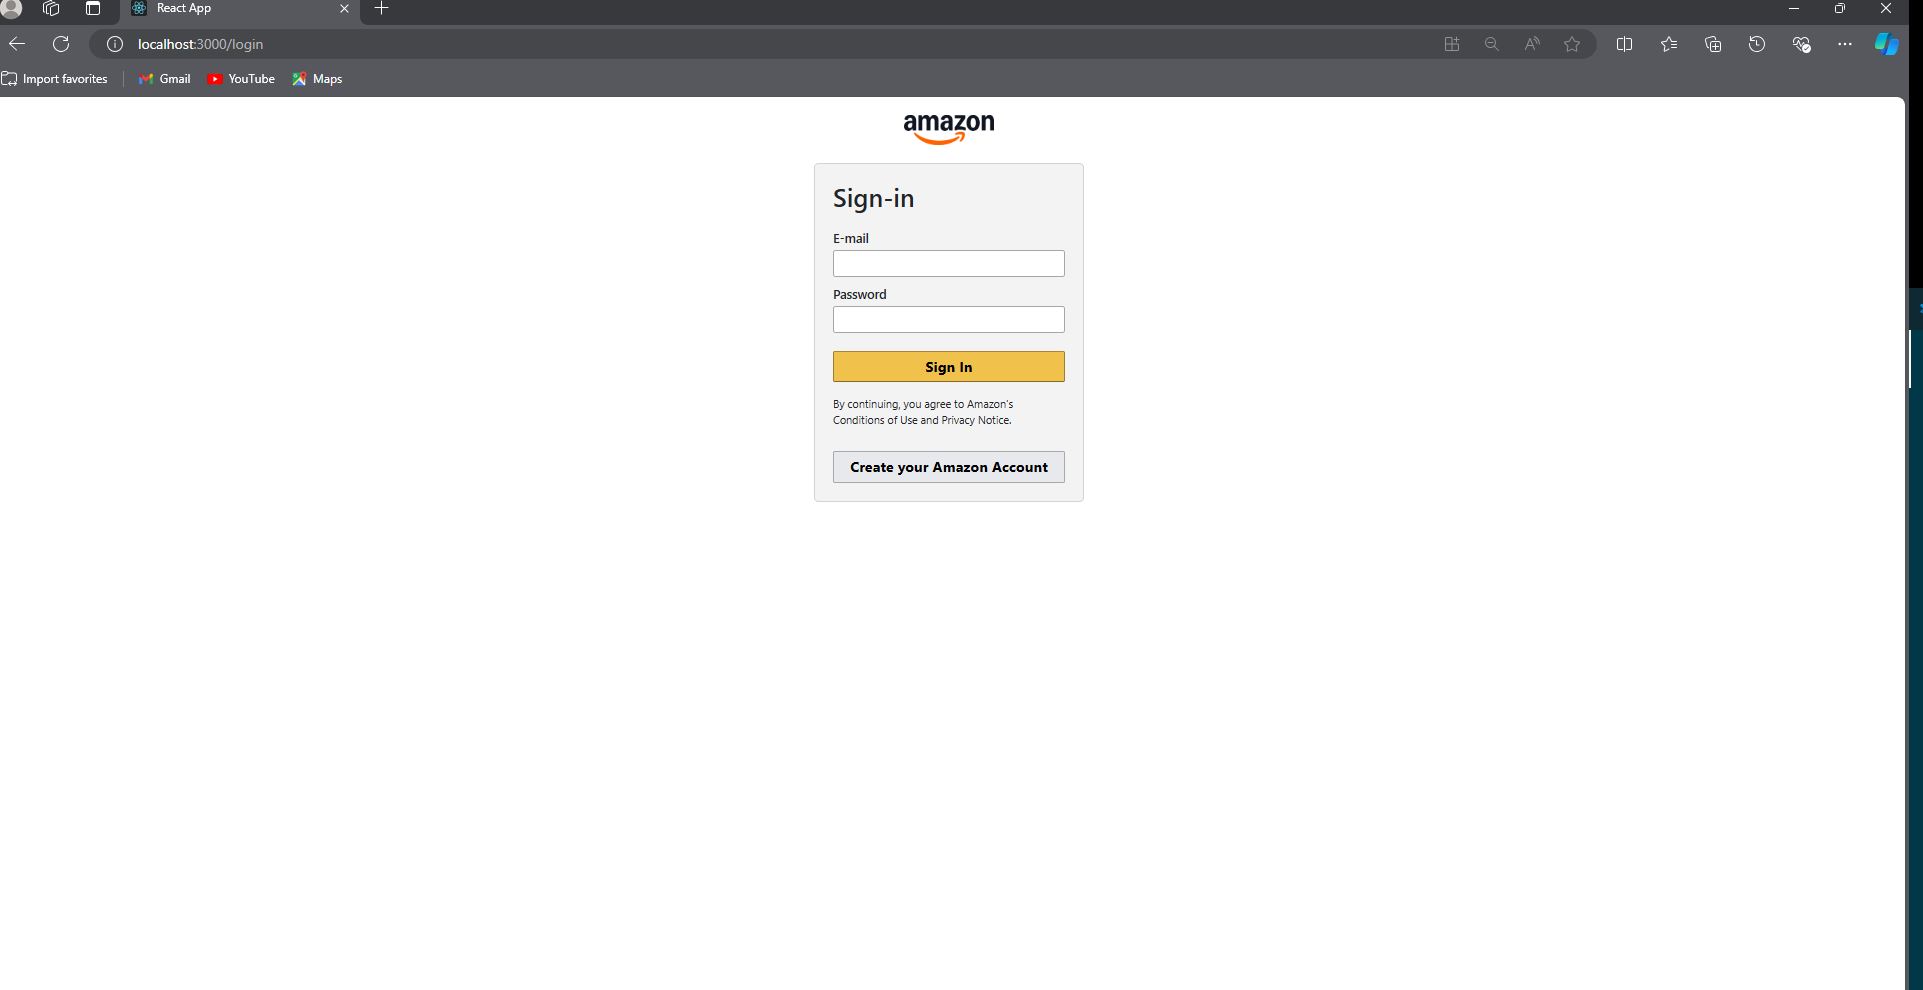 React App
localhost:3000/login
Import favorites
Gmail
YouTube
Maps
amazon
Sign-in
E-mail
Password
Sign In
By continuing, you agree to Amazon's
Conditions of Use and Privacy Notice.
Create your Amazon Account